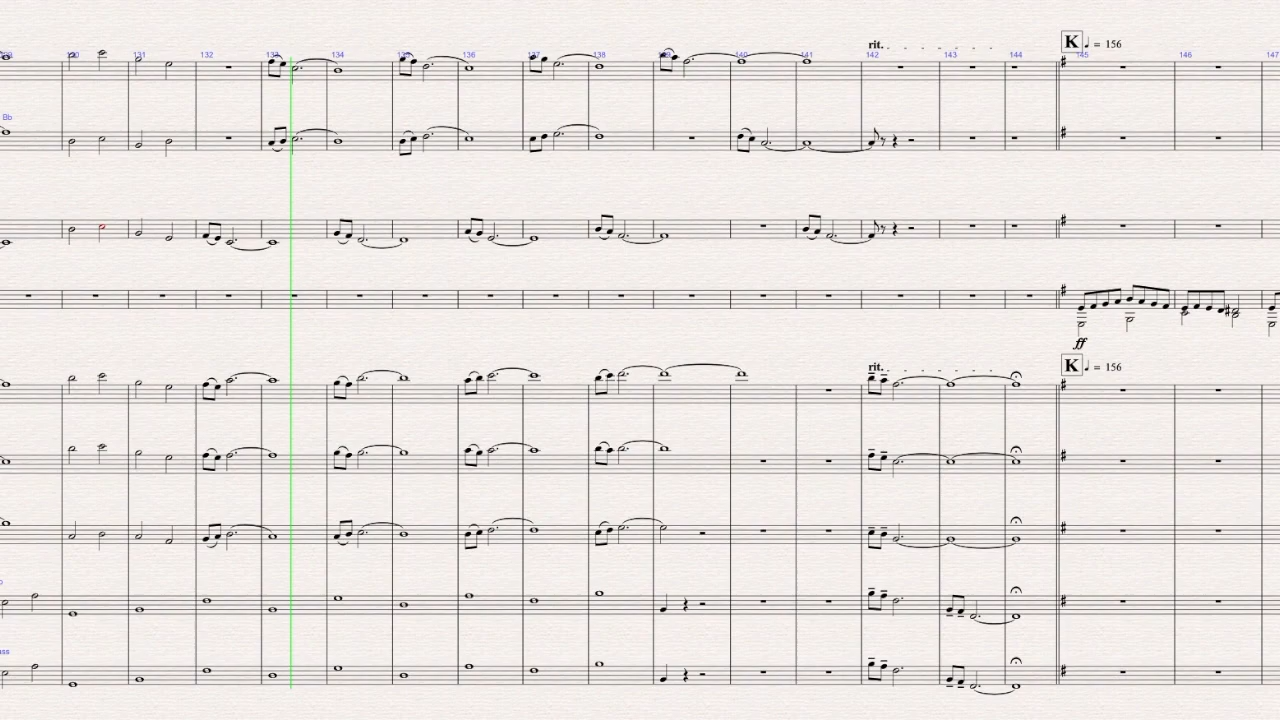 rit.
K ♩ = 156
130 131 132 133 134 135 136 137 138 139 140 141 142 143 144 145 146 147
Bb
ff
rit.
K ♩ = 156